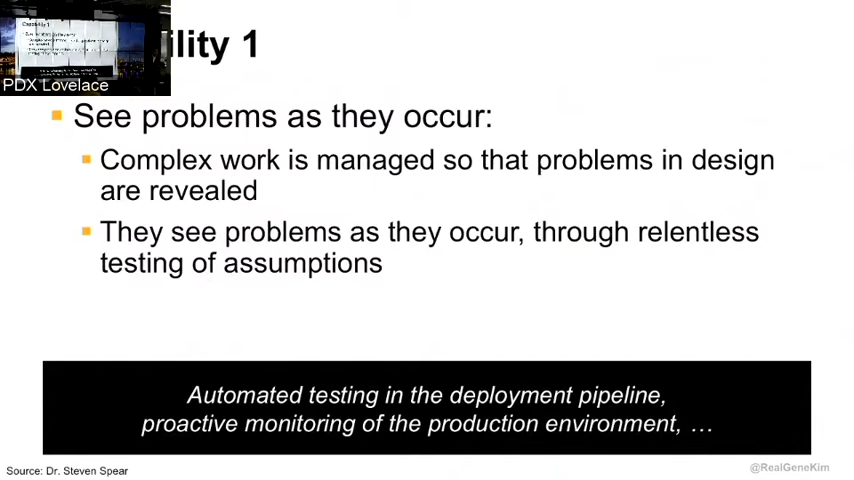 ility 1
PDX Lovelace
See problems as they occur:
Complex work is managed so that problems in design
are revealed
They see problems as they occur, through relentless
testing of assumptions
Automated testing in the deployment pipeline,
proactive monitoring of the production environment, …
Source: Dr. Steven Spear
@RealGeneKim